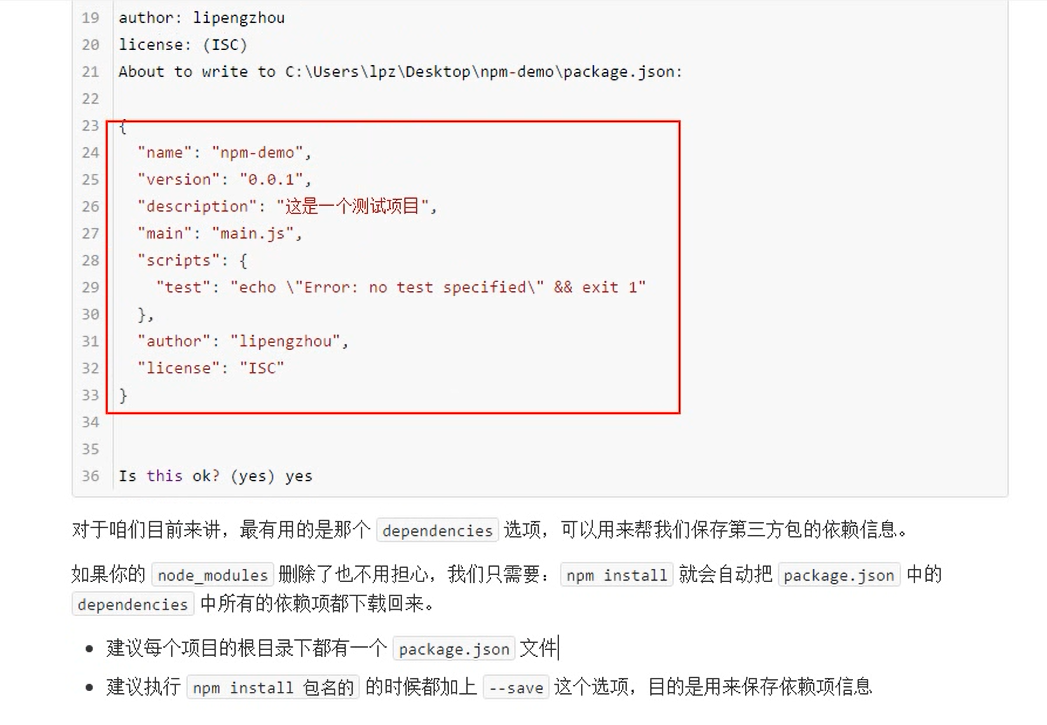 19 author: lipengzhou
20 license: (ISC)
21 About to write to C:\Users\lpz\Desktop\npm-demo\package.json:
22
23 {
24   "name": "npm-demo",
25   "version": "0.0.1",
26   "description": "这是一个测试项目",
27   "main": "main.js",
28   "scripts": {
29     "test": "echo \"Error: no test specified\" && exit 1"
30   },
31   "author": "lipengzhou",
32   "license": "ISC"
33 }
34
35
36 Is this ok? (yes) yes
对于咱们目前来讲，最有用的是那个 dependencies 选项，可以用来帮我们保存第三方包的依赖信息。
如果你的 node_modules 删除了也不用担心，我们只需要：npm install 就会自动把 package.json 中的
dependencies 中所有的依赖项都下载回来。
• 建议每个项目的根目录下都有一个 package.json 文件
• 建议执行 npm install 包名的 的时候都加上 --save 这个选项，目的是用来保存依赖项信息